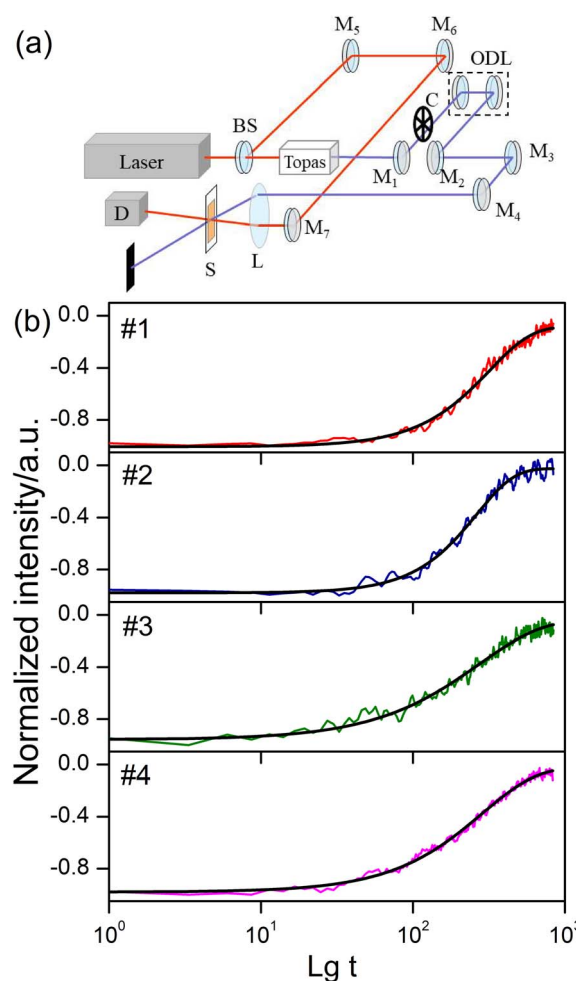 (a)
M5
M6
ODL
C
BS
Laser
Topas
M1
M2
M3
M4
D
M7
S
L
(b)
Normalized intensity/a.u.
#1
0.0
-0.4
-0.8
#2
0.0
-0.4
-0.8
#3
0.0
-0.4
-0.8
#4
0.0
-0.4
-0.8
10^0
10^1
10^2
10^3
Lg t